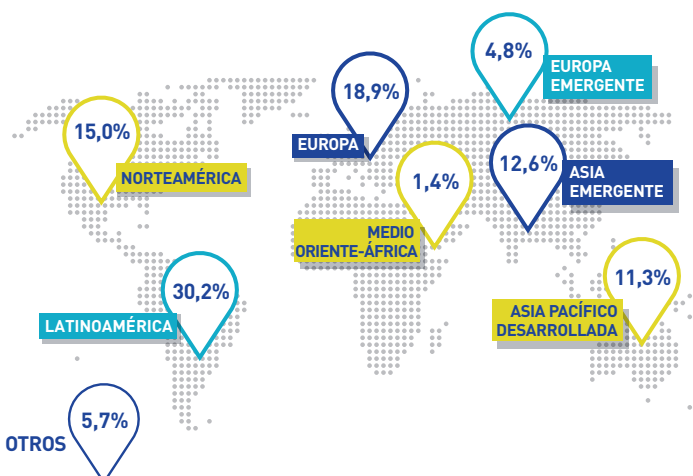 4,8%
EUROPA
EMERGENTE
18,9%
EUROPA
15,0%
NORTEAMÉRICA
12,6%
ASIA
EMERGENTE
1,4%
MEDIO
ORIENTE-ÁFRICA
30,2%
LATINOAMÉRICA
11,3%
ASIA PACÍFICO
DESARROLLADA
5,7%
OTROS